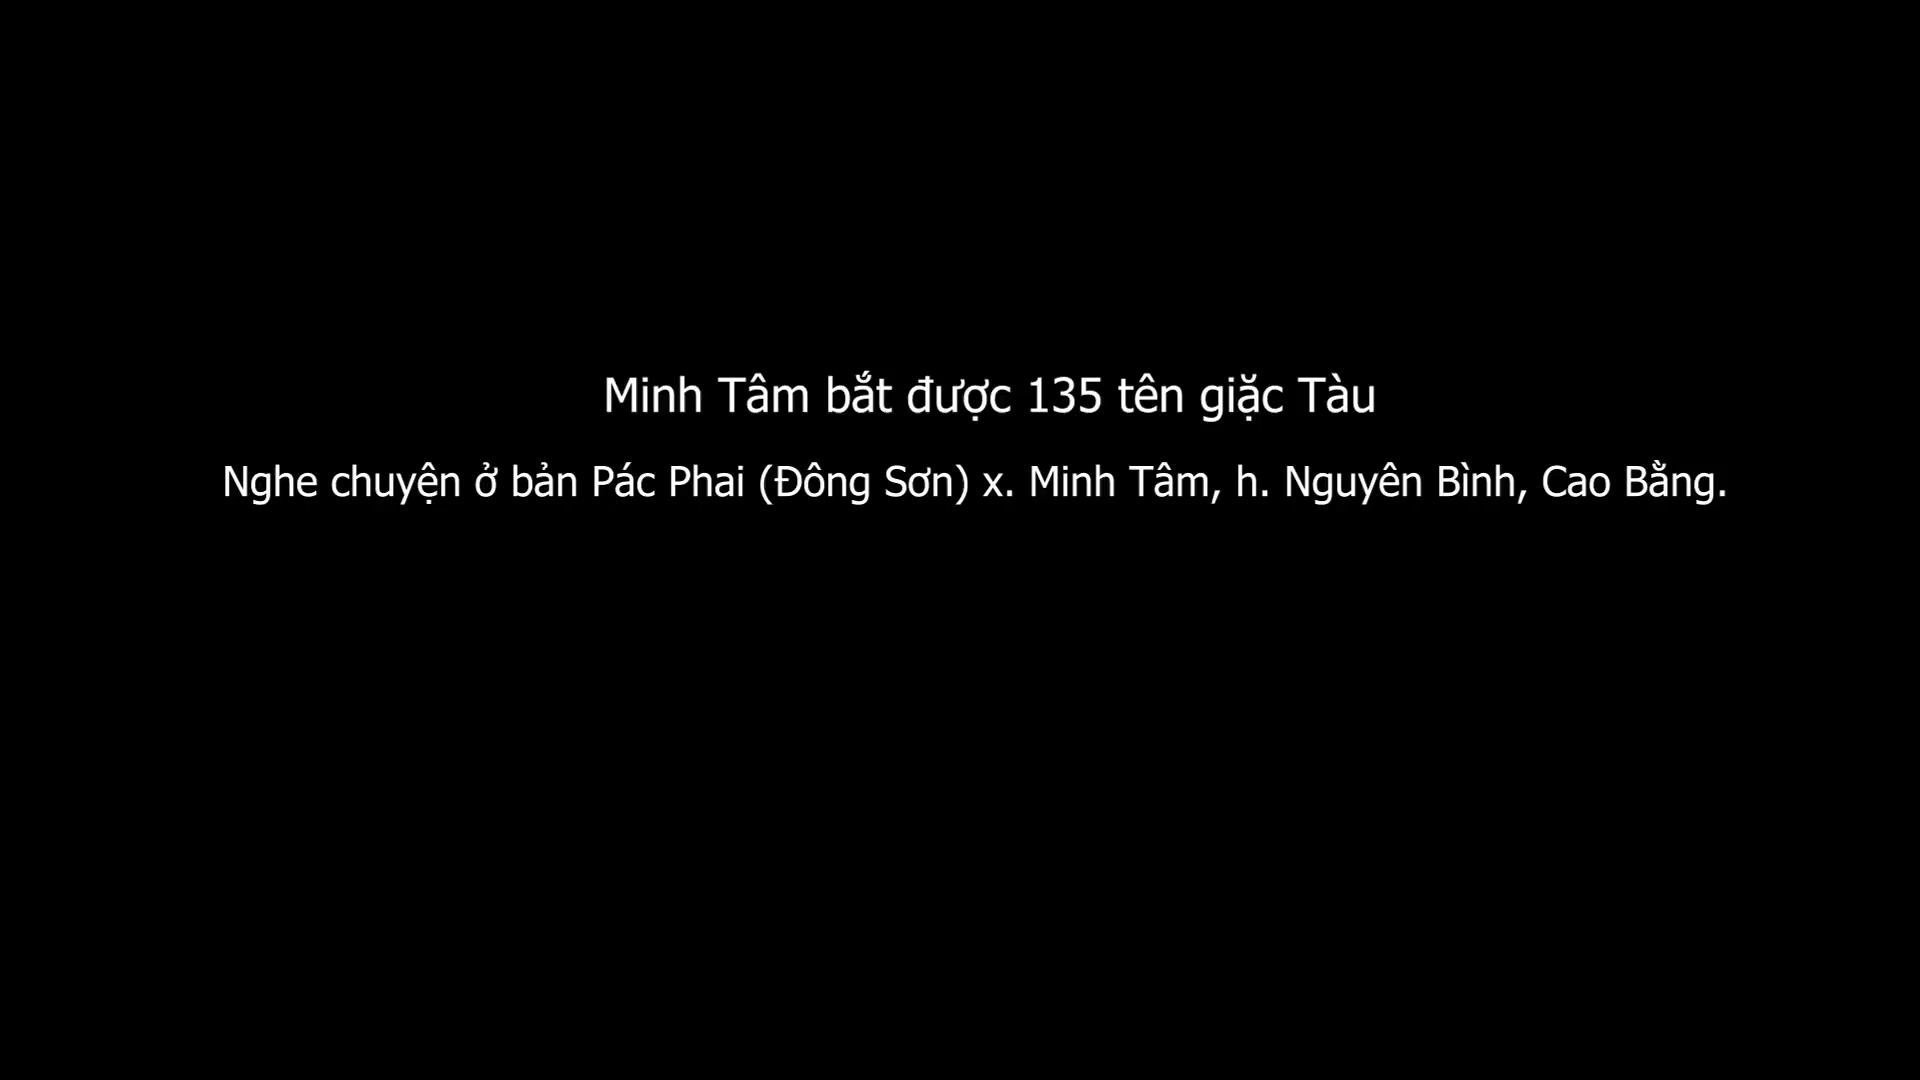 Minh Tâm bắt được 135 tên giặc Tàu
Nghe chuyện ở bản Pác Phai (Đông Sơn) x. Minh Tâm, h. Nguyên Bình, Cao Bằng.